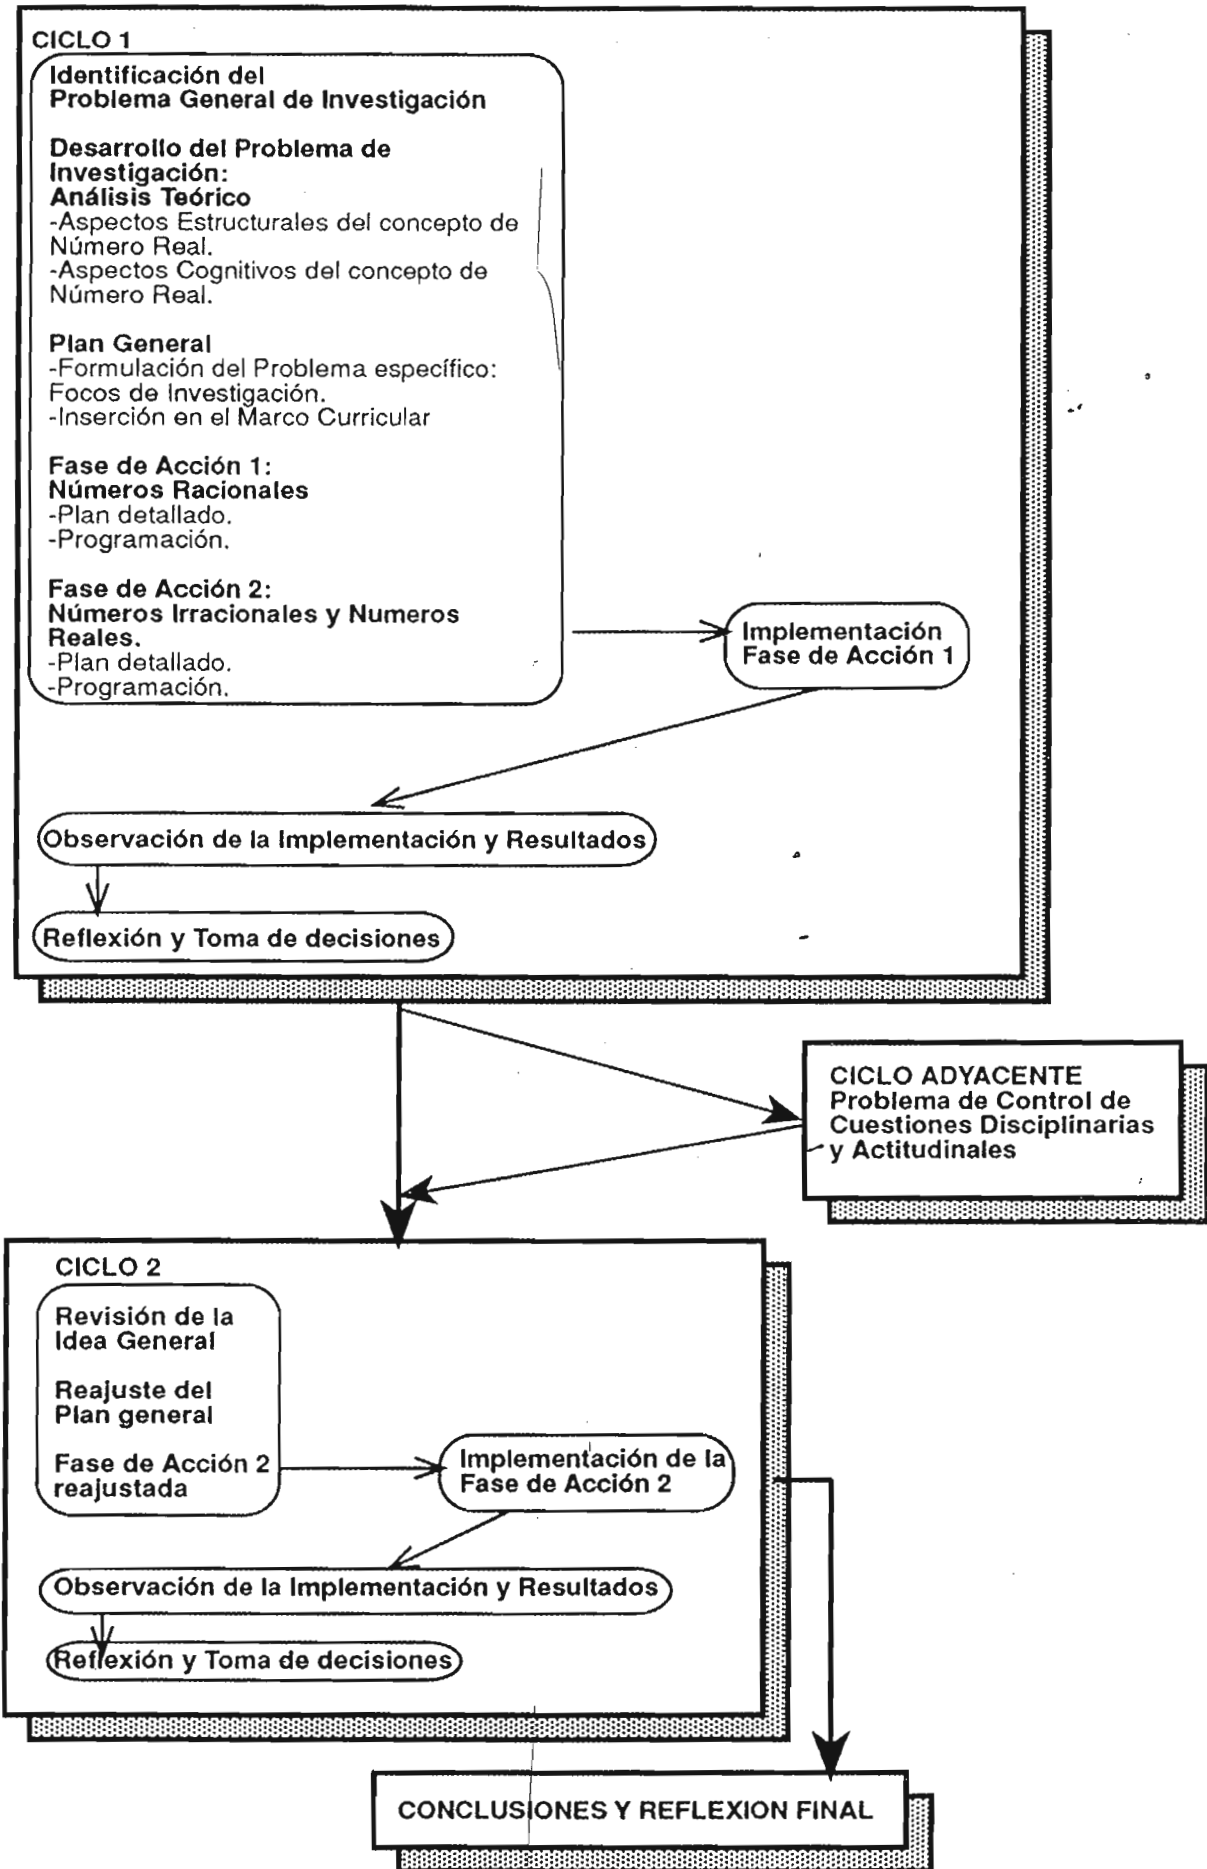 CICLO 1
Identificación del
Problema General de Investigación
Desarrollo del Problema de
Investigación:
Análisis Teórico
-Aspectos Estructurales del concepto de
Número Real.
-Aspectos Cognitivos del concepto de
Número Real.
Plan General
-Formulación del Problema específico:
Focos de Investigación.
-Inserción en el Marco Curricular
Fase de Acción 1:
Números Racionales
-Plan detallado.
-Programación.
Fase de Acción 2:
Números Irracionales y Numeros
Reales.
-Plan detallado.
-Programación.
Implementación
Fase de Acción 1
Observación de la Implementación y Resultados
Reflexión y Toma de decisiones
CICLO ADYACENTE
Problema de Control de
Cuestiones Disciplinarias
y Actitudinales
CICLO 2
Revisión de la
Idea General
Reajuste del
Plan general
Fase de Acción 2
reajustada
Implementación de la
Fase de Acción 2
Observación de la Implementación y Resultados
Reflexión y Toma de decisiones
CONCLUSIONES Y REFLEXION FINAL